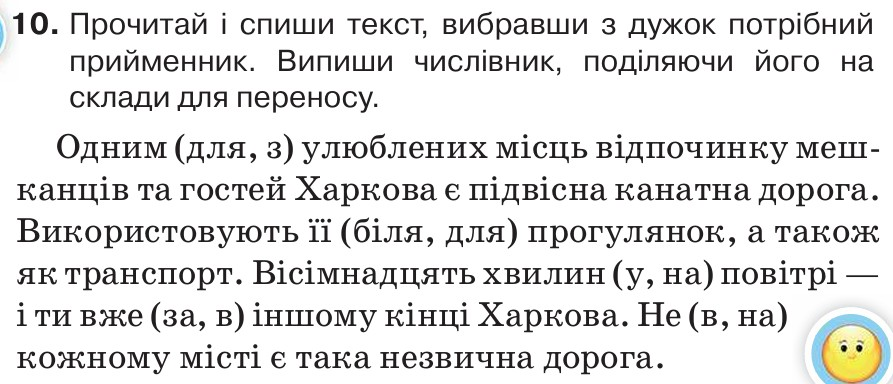 10. Прочитай і спиши текст, вибравши з дужок потрібний
прийменник. Випиши числівник, поділяючи його на
склади для переносу.
Одним (для, з) улюблених місць відпочинку меш-
канців та гостей Харкова є підвісна канатна дорога.
Використовують її (біля, для) прогулянок, а також
як транспорт. Вісімнадцять хвилин (у, на) повітрі —
і ти вже (за, в) іншому кінці Харкова. Не (в, на)
кожному місті є така незвична дорога.